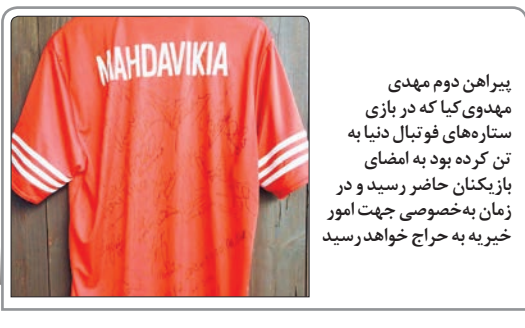 MAHDAVIKIA
پیراهن دوم مهدی
مهدوی‌کیا که در بازی
ستاره‌های فوتبال دنیا به
تن کرده بود به امضای
بازیکنان حاضر رسید و در
زمان به‌خصوصی جهت امور
خیریه به حراج خواهد رسید